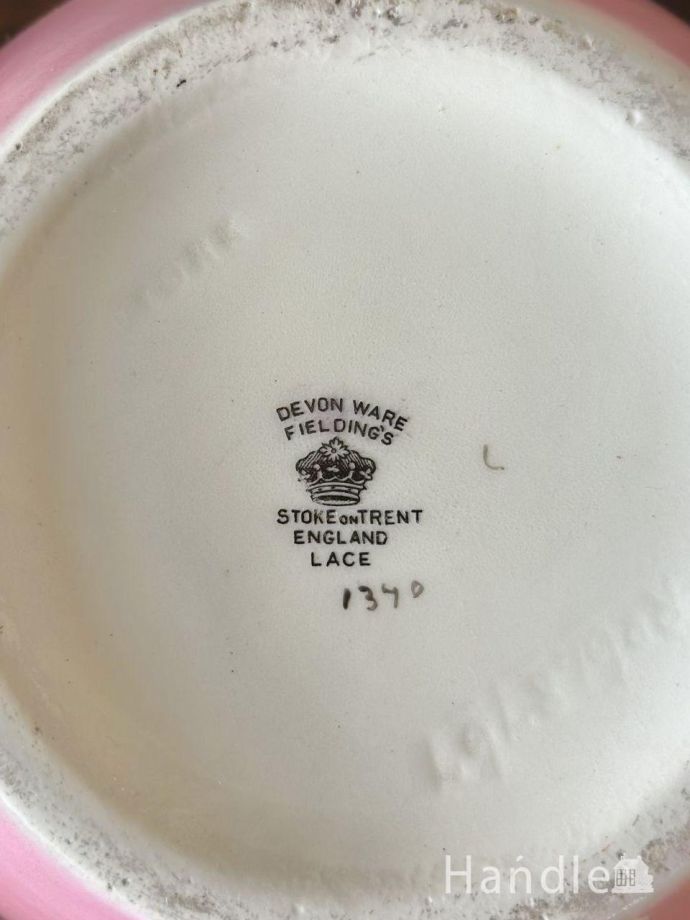 DEVON WARE
FIELDING'S
L
STOKE ON TRENT
ENGLAND
LACE
1340
Handle